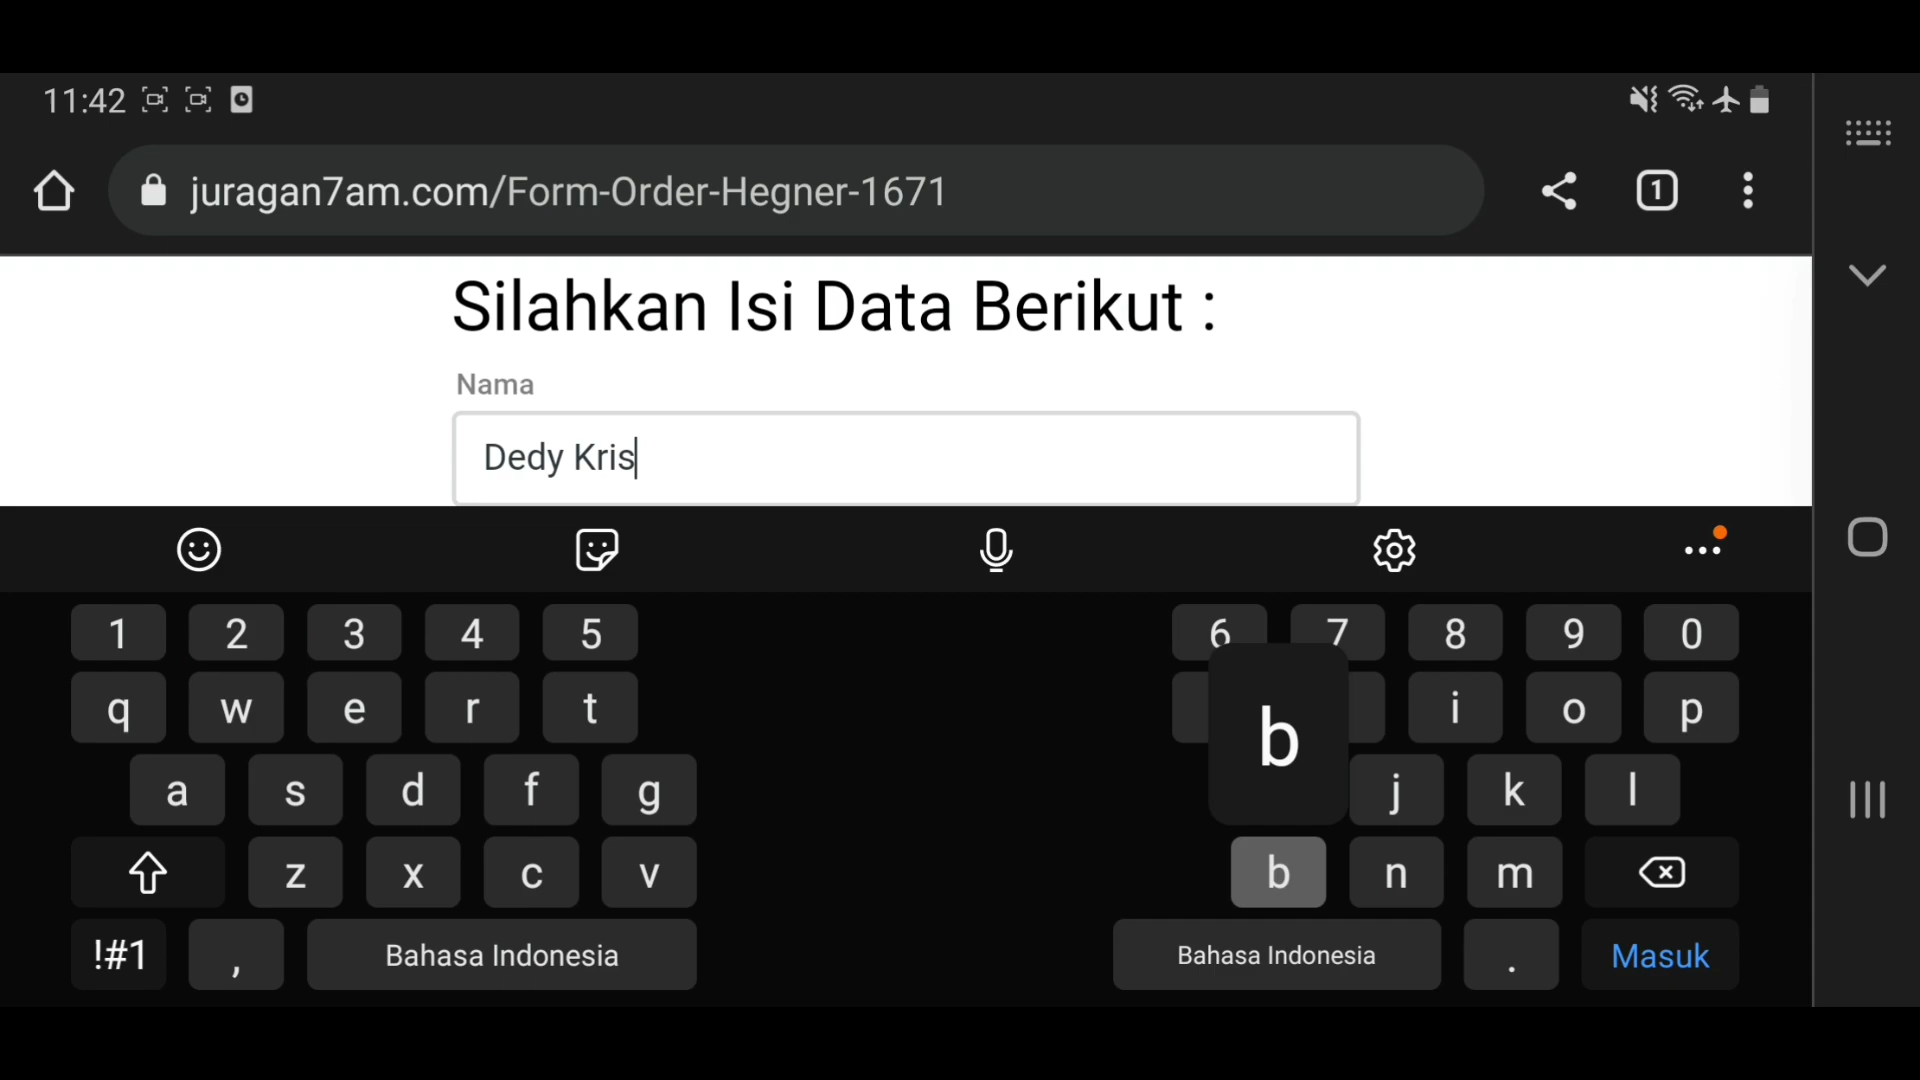 11:42
juragan7am.com/Form-Order-Hegner-1671
1
Silahkan Isi Data Berikut :
Nama
Dedy Kris
1 2 3 4 5 6 7 8 9 0
q w e r t i o p
b
a s d f g j k l
z x c v b n m
!#1 , Bahasa Indonesia Bahasa Indonesia . Masuk